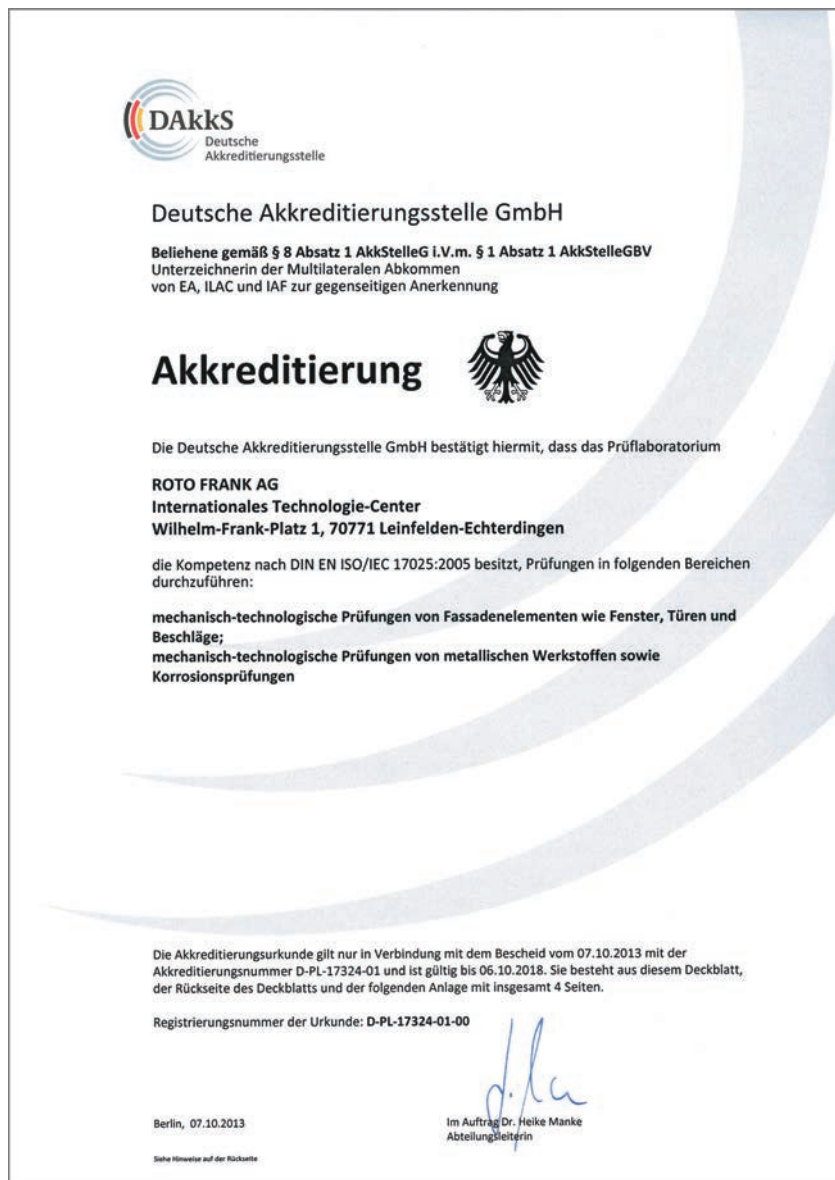 DAkkS
Deutsche
Akkreditierungsstelle
Deutsche Akkreditierungsstelle GmbH
Beliehene gemäß § 8 Absatz 1 AkkStelleG i.V.m. § 1 Absatz 1 AkkStelleGBV
Unterzeichnerin der Multilateralen Abkommen
von EA, ILAC und IAF zur gegenseitigen Anerkennung
Akkreditierung
Die Deutsche Akkreditierungsstelle GmbH bestätigt hiermit, dass das Prüflaboratorium
ROTO FRANK AG
Internationales Technologie-Center
Wilhelm-Frank-Platz 1, 70771 Leinfelden-Echterdingen
die Kompetenz nach DIN EN ISO/IEC 17025:2005 besitzt, Prüfungen in folgenden Bereichen
durchzuführen:
mechanisch-technologische Prüfungen von Fassadenelementen wie Fenster, Türen und
Beschläge;
mechanisch-technologische Prüfungen von metallischen Werkstoffen sowie
Korrosionsprüfungen
Die Akkreditierungsurkunde gilt nur in Verbindung mit dem Bescheid vom 07.10.2013 mit der
Akkreditierungsnummer D-PL-17324-01 und ist gültig bis 06.10.2018. Sie besteht aus diesem Deckblatt,
der Rückseite des Deckblatts und der folgenden Anlage mit insgesamt 4 Seiten.
Registrierungsnummer der Urkunde: D-PL-17324-01-00
Berlin, 07.10.2013
Im Auftrag Dr. Heike Manke
Abteilungsleiterin
Siehe Hinweise auf der Rückseite